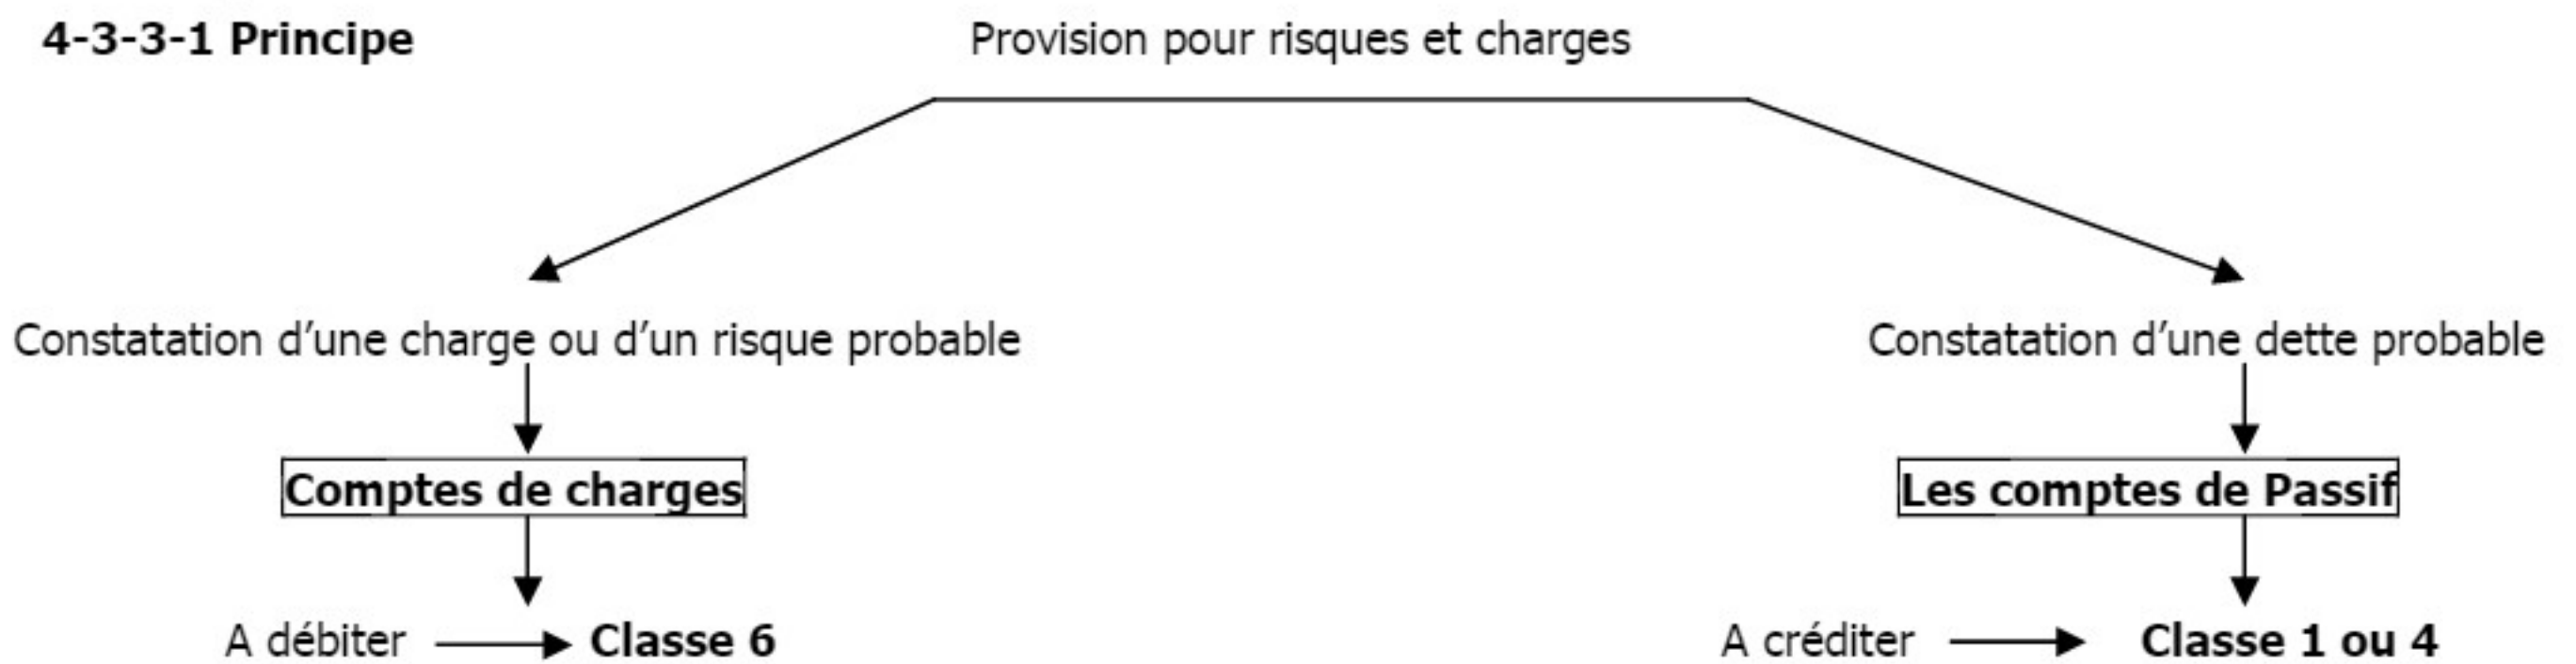 4-3-3-1 Principe
Provision pour risques et charges
Constatation d’une charge ou d’un risque probable
Constatation d’une dette probable
Comptes de charges
Les comptes de Passif
A débiter
Classe 6
A créditer
Classe 1 ou 4